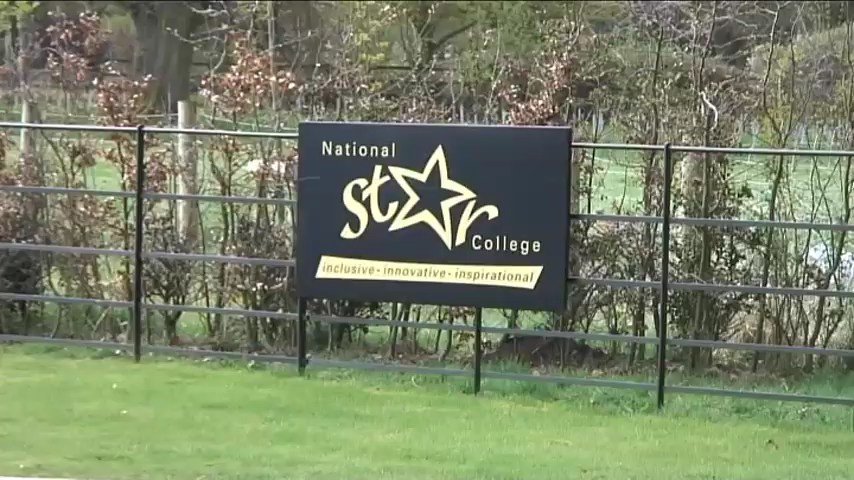 National
star
College
inclusive - innovative - inspirational